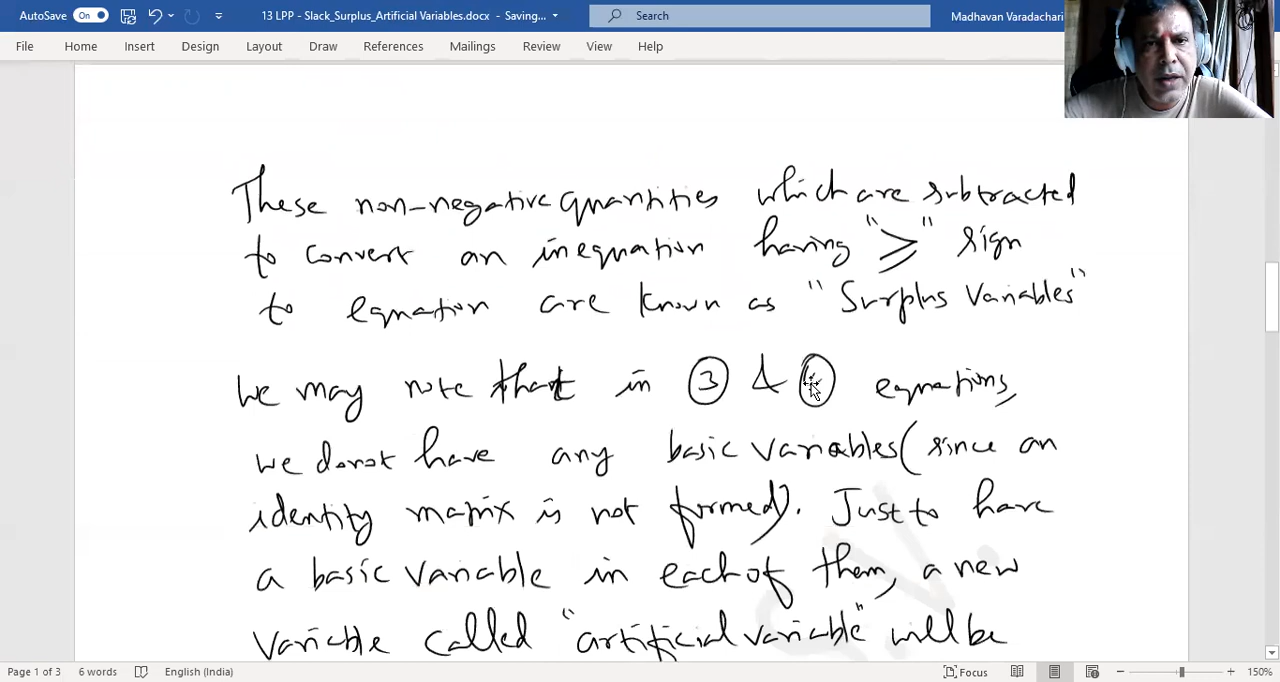 AutoSave On 13 LPP - Slack_Surplus_Artificial Variables.docx - Saving... Search Madhavan Varadachari
File Home Insert Design Layout Draw References Mailings Review View Help
These non-negative quantities which are subtracted
to convert an inequation having "≥" sign
to equation are known as "Surplus Variables"
We may note that in ③ & equations,
we donot have any basic variables (since an
identity matrix is not formed). Just to have
a basic variable in each of them, a new
variable called "artificial variable" will be
S.V.
Page 1 of 3 6 words English (India) Focus 150%